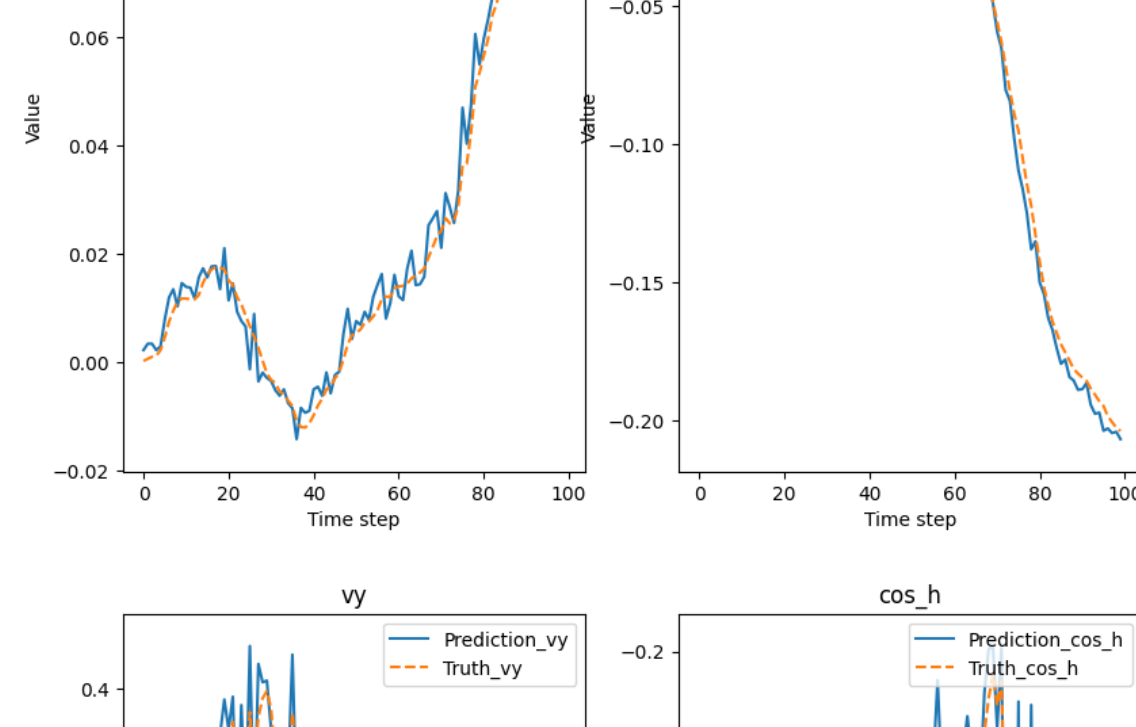 0.06
0.04
0.02
0.00
−0.02
Value
0 20 40 60 80 100
Time step
−0.05
−0.10
−0.15
−0.20
Value
0 20 40 60 80 100
Time step
vy
Prediction_vy
Truth_vy
0.4
cos_h
Prediction_cos_h
Truth_cos_h
−0.2